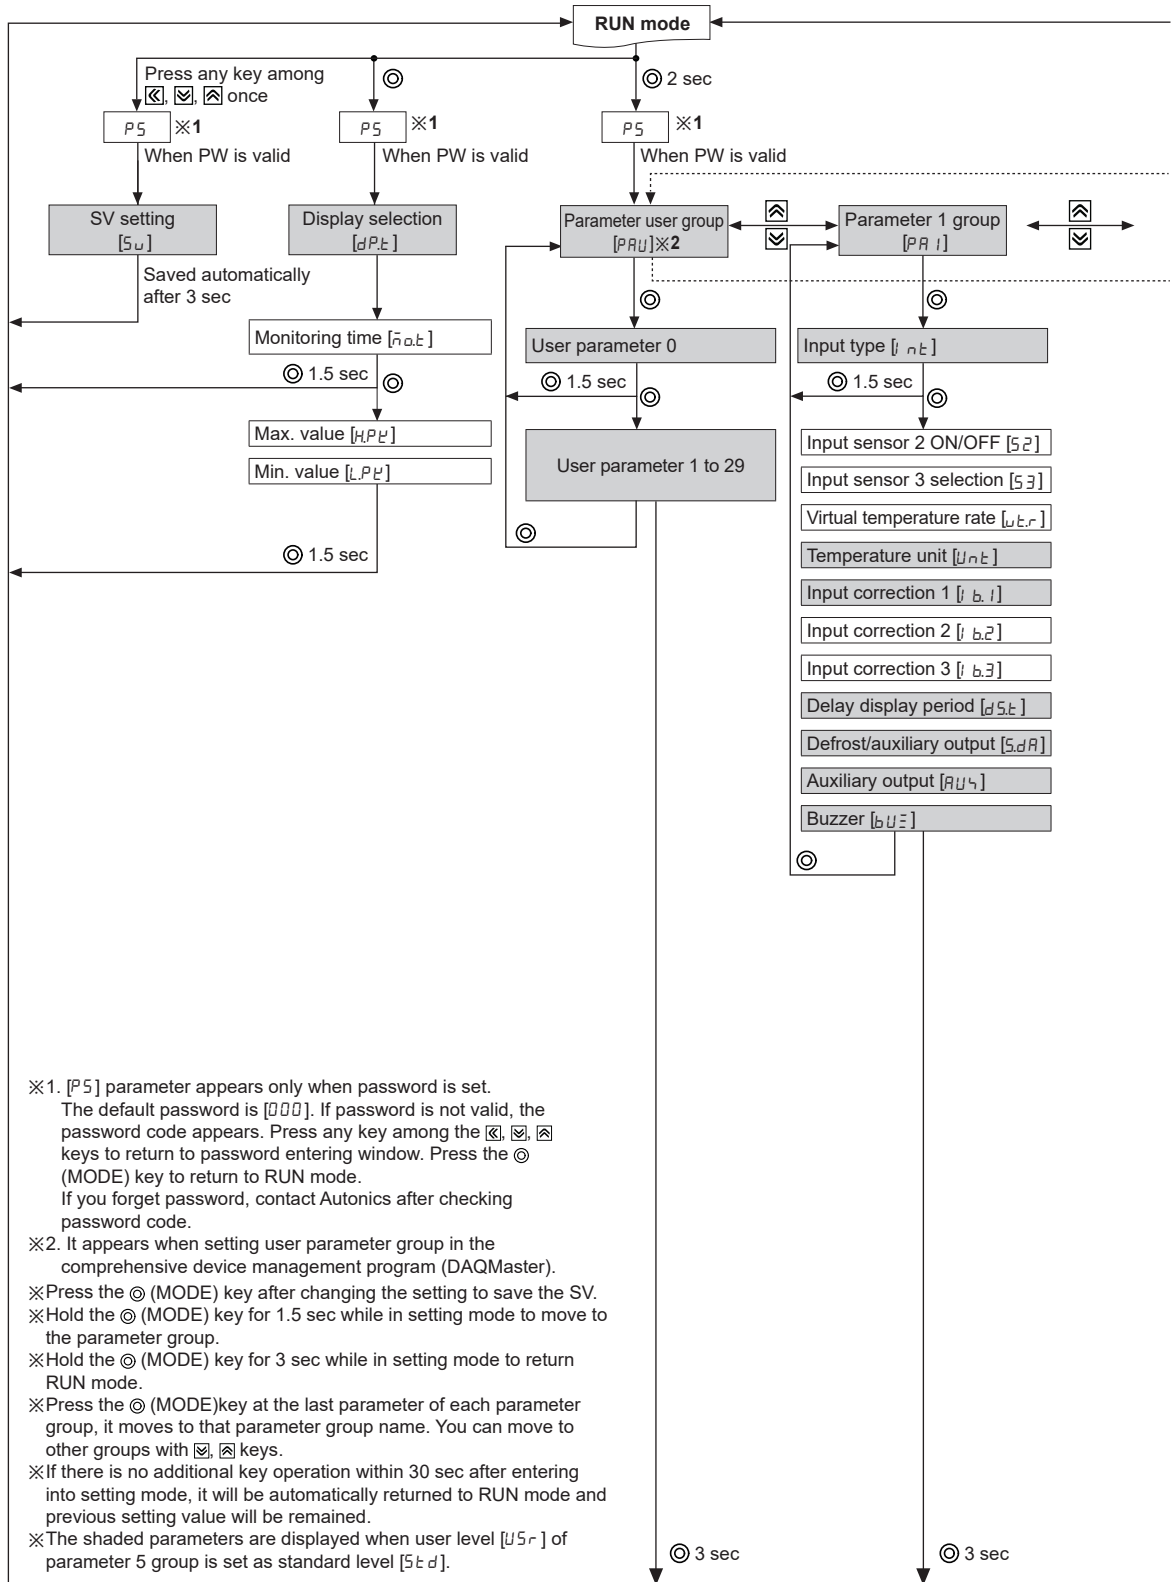 RUN mode
Press any key among
, , once
2 sec
PS ※1
PS ※1
PS ※1
When PW is valid
When PW is valid
When PW is valid
SV setting
[Sv]
Display selection
[dP.t]
Parameter user group
[PAU]※2
Parameter 1 group
[PA1]
Saved automatically
after 3 sec
Monitoring time [mo.t]
◎ 1.5 sec
◎
Max. value [H.PK]
Min. value [L.PK]
◎ 1.5 sec
◎
User parameter 0
◎ 1.5 sec
◎
User parameter 1 to 29
◎
◎
Input type [Int]
◎ 1.5 sec
◎
Input sensor 2 ON/OFF [S2]
Input sensor 3 selection [S3]
Virtual temperature rate [vt.r]
Temperature unit [Unt]
Input correction 1 [Ib.1]
Input correction 2 [Ib.2]
Input correction 3 [Ib.3]
Delay display period [dS.t]
Defrost/auxiliary output [S.dA]
Auxiliary output [AUX]
Buzzer [bUZ]
◎
※1. [PS] parameter appears only when password is set.
The default password is [000]. If password is not valid, the
password code appears. Press any key among the , ,
keys to return to password entering window. Press the ◎
(MODE) key to return to RUN mode.
If you forget password, contact Autonics after checking
password code.
※2. It appears when setting user parameter group in the
comprehensive device management program (DAQMaster).
※Press the ◎ (MODE) key after changing the setting to save the SV.
※Hold the ◎ (MODE) key for 1.5 sec while in setting mode to move to
the parameter group.
※Hold the ◎ (MODE) key for 3 sec while in setting mode to return
RUN mode.
※Press the ◎ (MODE)key at the last parameter of each parameter
group, it moves to that parameter group name. You can move to
other groups with , keys.
※If there is no additional key operation within 30 sec after entering
into setting mode, it will be automatically returned to RUN mode and
previous setting value will be remained.
※The shaded parameters are displayed when user level [USr] of
parameter 5 group is set as standard level [Std].
◎ 3 sec
◎ 3 sec